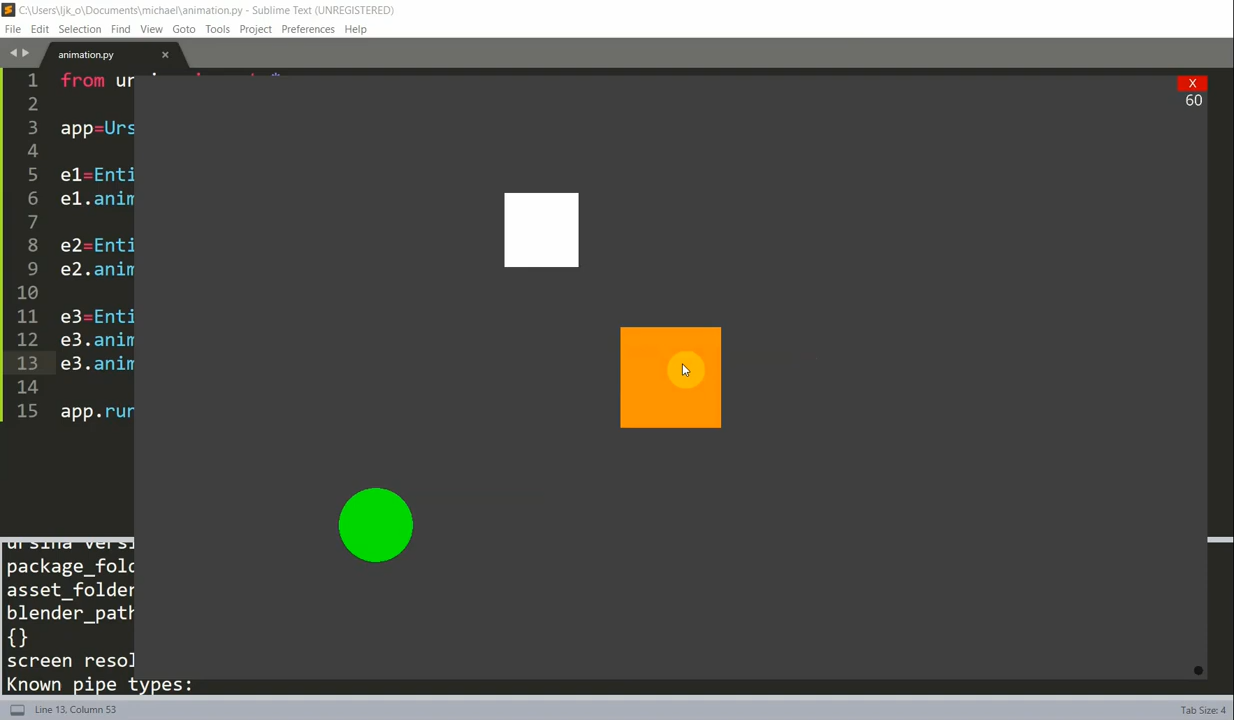 C:\Users\ljk_o\Documents\michael\animation.py - Sublime Text (UNREGISTERED)
File Edit Selection Find View Goto Tools Project Preferences Help
animation.py ×
X
60
1 from ur
2
3 app=Urs
4
5 e1=Enti
6 e1.anim
7
8 e2=Enti
9 e2.anim
10
11 e3=Enti
12 e3.anim
13 e3.anim
14
15 app.run
package_fold
asset_folder
blender_path
{}
screen resol
Known pipe types:
Line 13, Column 53
Tab Size: 4